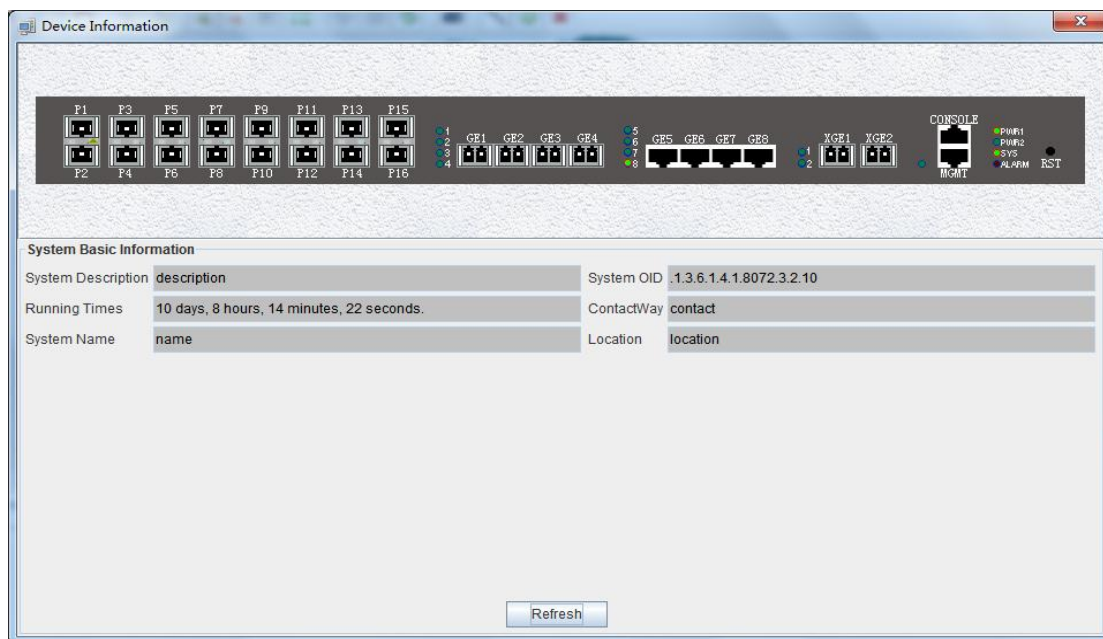 Device Information
P1 P3 P5 P7 P9 P11 P13 P15
P2 P4 P6 P8 P10 P12 P14 P16
1
2
3
4
GE1 GE2 GE3 GE4
5
6
7
8
GE5 GE6 GE7 GE8
1
2
XGE1 XGE2
CONSOLE
MGMT
PWR1
PWR2
SYS
ALARM
RST
System Basic Information
System Description description System OID .1.3.6.1.4.1.8072.3.2.10
Running Times 10 days, 8 hours, 14 minutes, 22 seconds. ContactWay contact
System Name name Location location
Refresh